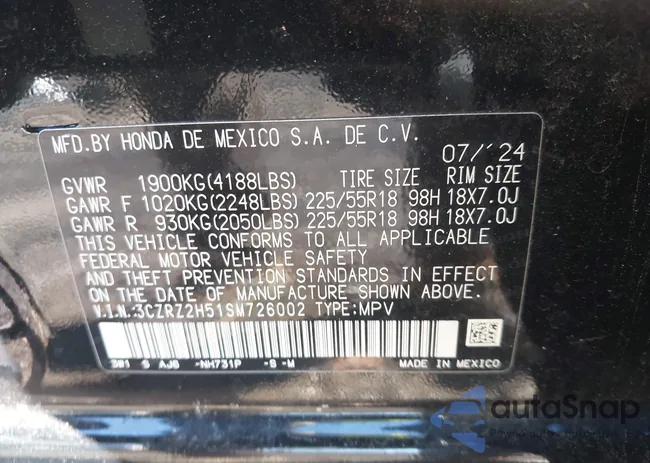 MFD.BY HONDA DE MEXICO S.A. DE C.V.
07/'24
GVWR 1900KG(4188LBS) TIRE SIZE RIM SIZE
GAWR F 1020KG(2248LBS) 225/55R18 98H 18X7.0J
GAWR R 930KG(2050LBS) 225/55R18 98H 18X7.0J
THIS VEHICLE CONFORMS TO ALL APPLICABLE
FEDERAL MOTOR VEHICLE SAFETY
AND THEFT PREVENTION STANDARDS IN EFFECT
ON THE DATE OF MANUFACTURE SHOWN ABOVE.
V.I.N.3CZRZ2H51SM726002 TYPE:MPV
-NH731P -S -M MADE IN MEXICO
autoSnap